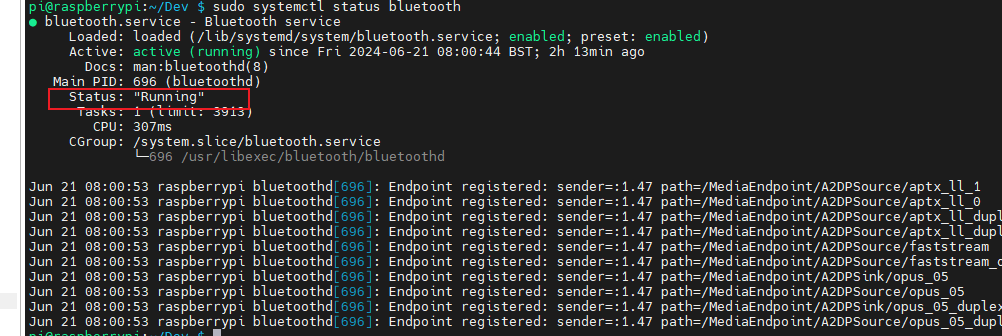 pi@raspberrypi:~/Dev $ sudo systemctl status bluetooth
● bluetooth.service - Bluetooth service
Loaded: loaded (/lib/systemd/system/bluetooth.service; enabled; preset: enabled)
Active: active (running) since Fri 2024-06-21 08:00:44 BST; 2h 13min ago
Docs: man:bluetoothd(8)
Main PID: 696 (bluetoothd)
Status: "Running"
Tasks: 1 (limit: 3913)
CPU: 307ms
CGroup: /system.slice/bluetooth.service
└─696 /usr/libexec/bluetooth/bluetoothd
Jun 21 08:00:53 raspberrypi bluetoothd[696]: Endpoint registered: sender=:1.47 path=/MediaEndpoint/A2DPSource/aptx_ll_1
Jun 21 08:00:53 raspberrypi bluetoothd[696]: Endpoint registered: sender=:1.47 path=/MediaEndpoint/A2DPSource/aptx_ll_0
Jun 21 08:00:53 raspberrypi bluetoothd[696]: Endpoint registered: sender=:1.47 path=/MediaEndpoint/A2DPSource/aptx_ll_dupl
Jun 21 08:00:53 raspberrypi bluetoothd[696]: Endpoint registered: sender=:1.47 path=/MediaEndpoint/A2DPSource/aptx_ll_dupl
Jun 21 08:00:53 raspberrypi bluetoothd[696]: Endpoint registered: sender=:1.47 path=/MediaEndpoint/A2DPSource/faststream
Jun 21 08:00:53 raspberrypi bluetoothd[696]: Endpoint registered: sender=:1.47 path=/MediaEndpoint/A2DPSource/faststream_d
Jun 21 08:00:53 raspberrypi bluetoothd[696]: Endpoint registered: sender=:1.47 path=/MediaEndpoint/A2DPSink/opus_05
Jun 21 08:00:53 raspberrypi bluetoothd[696]: Endpoint registered: sender=:1.47 path=/MediaEndpoint/A2DPSource/opus_05
Jun 21 08:00:53 raspberrypi bluetoothd[696]: Endpoint registered: sender=:1.47 path=/MediaEndpoint/A2DPSink/opus_05_duplex
Jun 21 08:00:53 raspberrypi bluetoothd[696]: Endpoint registered: sender=:1.47 path=/MediaEndpoint/A2DPSource/opus_05_dupl
pi@raspberrypi:~/Dev $